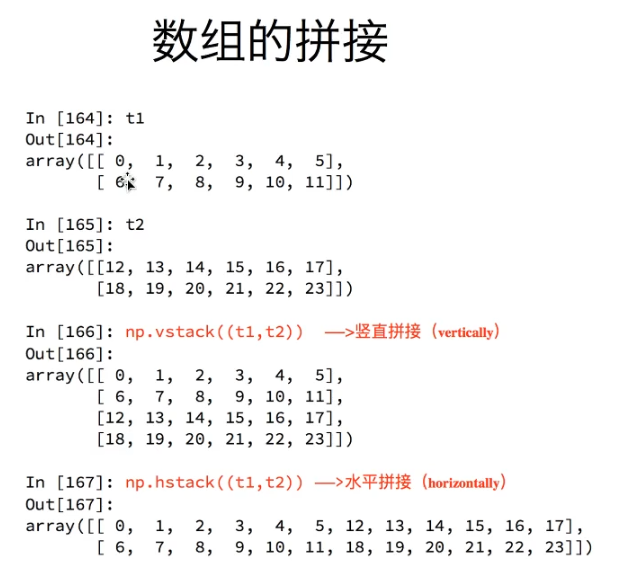 数组的拼接
In [164]: t1
Out[164]:
array([[ 0,  1,  2,  3,  4,  5],
       [ 6,  7,  8,  9, 10, 11]])
In [165]: t2
Out[165]:
array([[12, 13, 14, 15, 16, 17],
       [18, 19, 20, 21, 22, 23]])
In [166]: np.vstack((t1,t2))  —>竖直拼接（vertically）
Out[166]:
array([[ 0,  1,  2,  3,  4,  5],
       [ 6,  7,  8,  9, 10, 11],
       [12, 13, 14, 15, 16, 17],
       [18, 19, 20, 21, 22, 23]])
In [167]: np.hstack((t1,t2)) —>水平拼接（horizontally）
Out[167]:
array([[ 0,  1,  2,  3,  4,  5, 12, 13, 14, 15, 16, 17],
       [ 6,  7,  8,  9, 10, 11, 18, 19, 20, 21, 22, 23]])